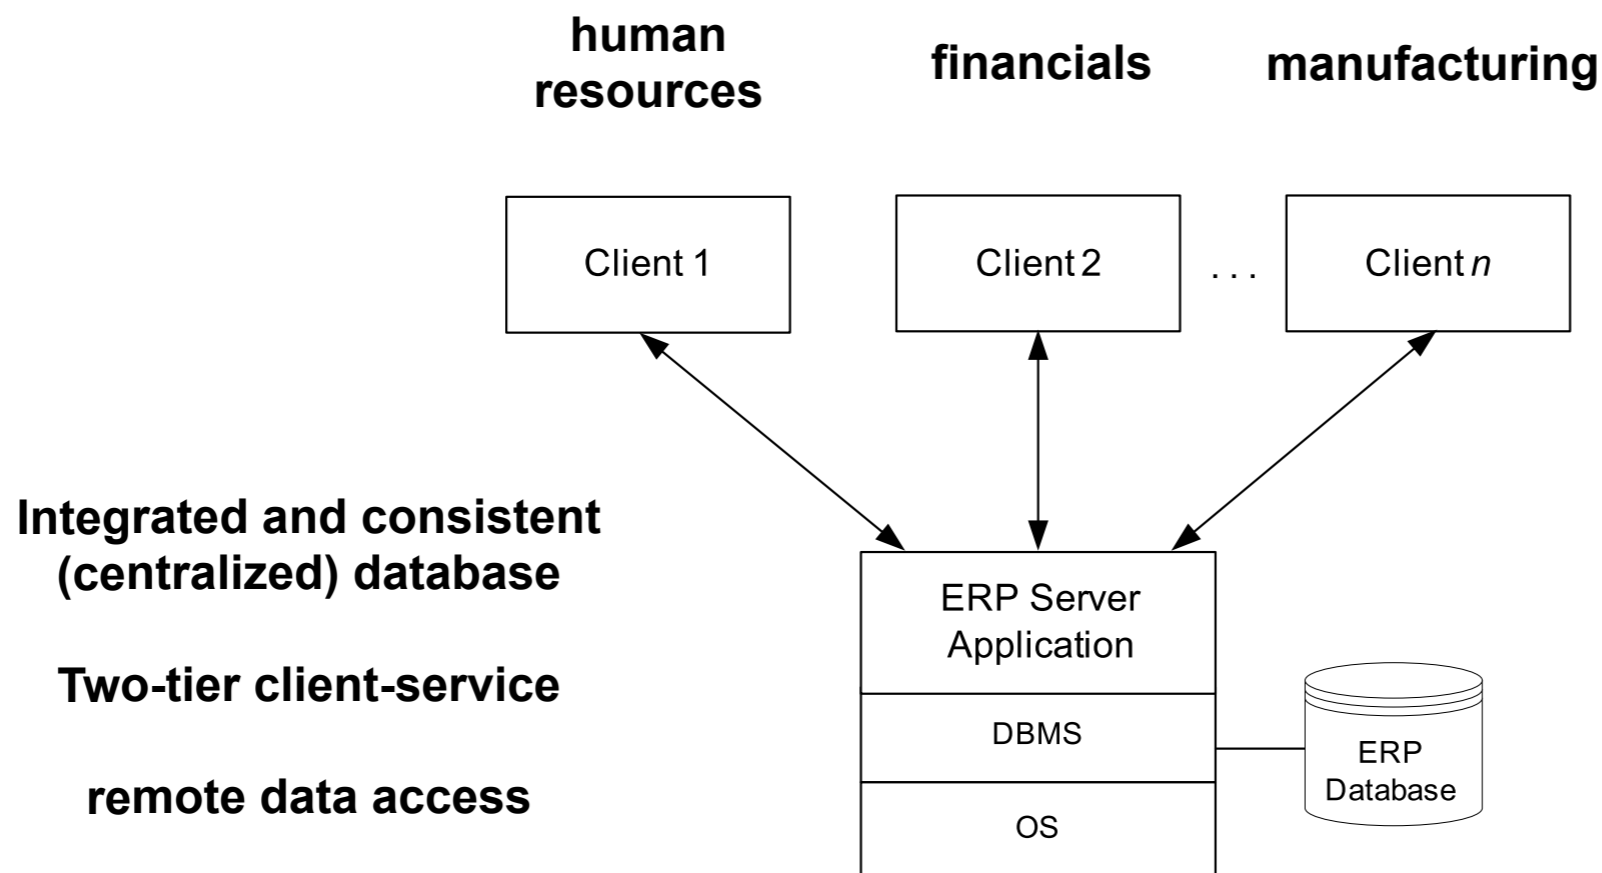 human
resources
financials
manufacturing
Client 1
Client 2
. . .
Client n
Integrated and consistent
(centralized) database
Two-tier client-service
remote data access
ERP Server
Application
DBMS
OS
ERP
Database